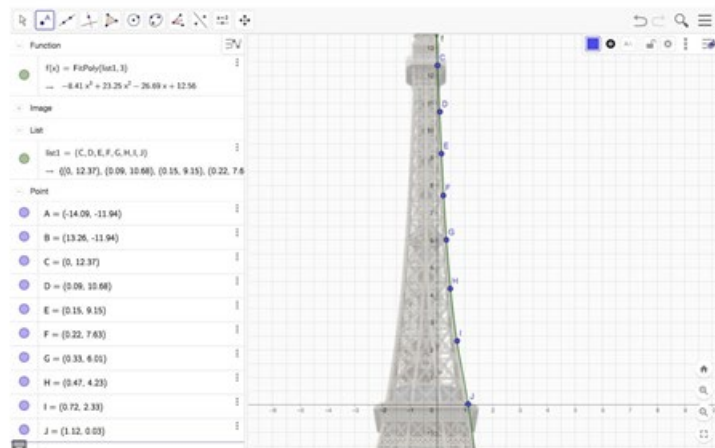 Function
f(x) = FitPoly(list1, 3)
→ −8.41 x³ + 23.25 x² − 26.69 x + 12.56
Image
List
list1 = {C, D, E, F, G, H, I, J}
→ {(0, 12.37), (0.09, 10.68), (0.15, 9.15), (0.22, 7.6
Point
A = (-14.09, -11.94)
B = (13.26, -11.94)
C = (0, 12.37)
D = (0.09, 10.68)
E = (0.15, 9.15)
F = (0.22, 7.63)
G = (0.33, 6.01)
H = (0.47, 4.23)
I = (0.72, 2.33)
J = (1.12, 0.03)
f
C
D
E
F
G
H
I
J